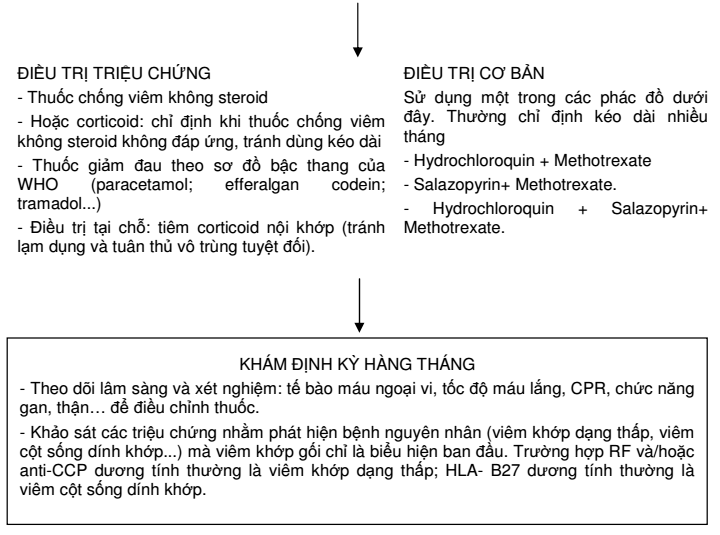 ĐIỀU TRỊ TRIỆU CHỨNG
- Thuốc chống viêm không steroid
- Hoặc corticoid: chỉ định khi thuốc chống viêm
không steroid không đáp ứng, tránh dùng kéo dài
- Thuốc giảm đau theo sơ đồ bậc thang của
WHO (paracetamol; efferalgan codein;
tramadol...)
- Điều trị tại chỗ: tiêm corticoid nội khớp (tránh
lạm dụng và tuân thủ vô trùng tuyệt đối).
ĐIỀU TRỊ CƠ BẢN
Sử dụng một trong các phác đồ dưới
đây. Thường chỉ định kéo dài nhiều
tháng
- Hydrochloroquin + Methotrexate
- Salazopyrin+ Methotrexate.
- Hydrochloroquin + Salazopyrin+
Methotrexate.
KHÁM ĐỊNH KỲ HÀNG THÁNG
- Theo dõi lâm sàng và xét nghiệm: tế bào máu ngoại vi, tốc độ máu lắng, CPR, chức năng
gan, thận… để điều chỉnh thuốc.
- Khảo sát các triệu chứng nhằm phát hiện bệnh nguyên nhân (viêm khớp dạng thấp, viêm
cột sống dính khớp...) mà viêm khớp gối chỉ là biểu hiện ban đầu. Trường hợp RF và/hoặc
anti-CCP dương tính thường là viêm khớp dạng thấp; HLA- B27 dương tính thường là
viêm cột sống dính khớp.